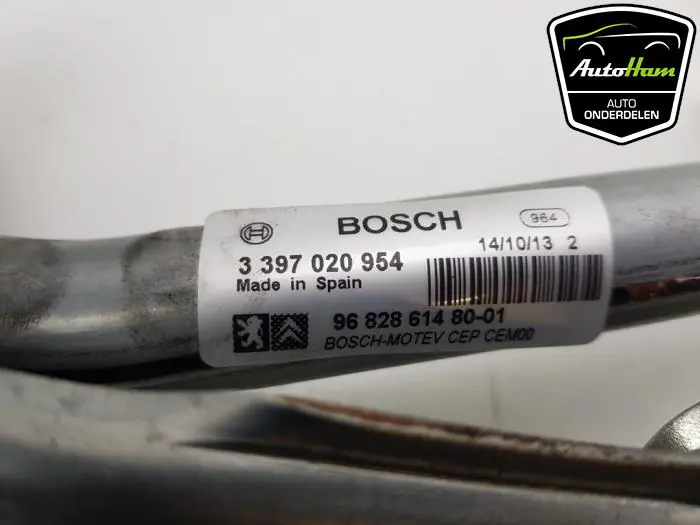 AutoHam
AUTO
ONDERDELEN
BOSCH
964
14/10/13 2
3 397 020 954
Made in Spain
96 828 614 80-01
BOSCH-MOTEV CEP CEM00